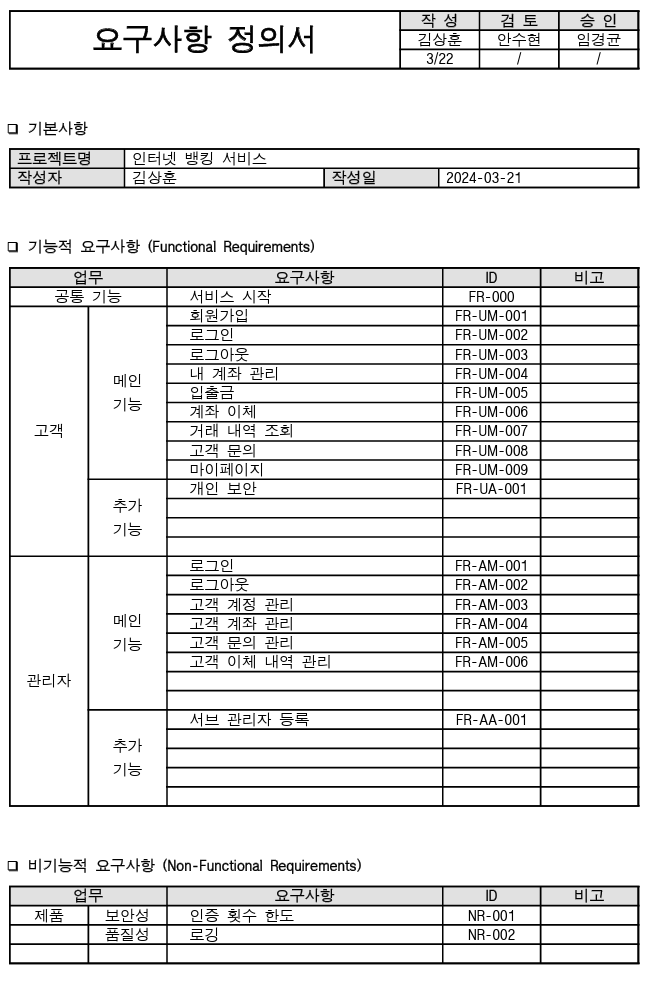 요구사항 정의서
작 성 검 토 승 인
김상훈 안수현 임경균
3/22 / /
❏ 기본사항
프로젝트명 인터넷 뱅킹 서비스
작성자 김상훈 작성일 2024-03-21
❏ 기능적 요구사항 (Functional Requirements)
업무 요구사항 ID 비고
공통 기능 서비스 시작 FR-000
고객
메인
기능
회원가입 FR-UM-001
로그인 FR-UM-002
로그아웃 FR-UM-003
내 계좌 관리 FR-UM-004
입출금 FR-UM-005
계좌 이체 FR-UM-006
거래 내역 조회 FR-UM-007
고객 문의 FR-UM-008
마이페이지 FR-UM-009
추가
기능
개인 보안 FR-UA-001
관리자
메인
기능
로그인 FR-AM-001
로그아웃 FR-AM-002
고객 계정 관리 FR-AM-003
고객 계좌 관리 FR-AM-004
고객 문의 관리 FR-AM-005
고객 이체 내역 관리 FR-AM-006
추가
기능
서브 관리자 등록 FR-AA-001
❏ 비기능적 요구사항 (Non-Functional Requirements)
업무 요구사항 ID 비고
제품 보안성 인증 횟수 한도 NR-001
품질성 로깅 NR-002